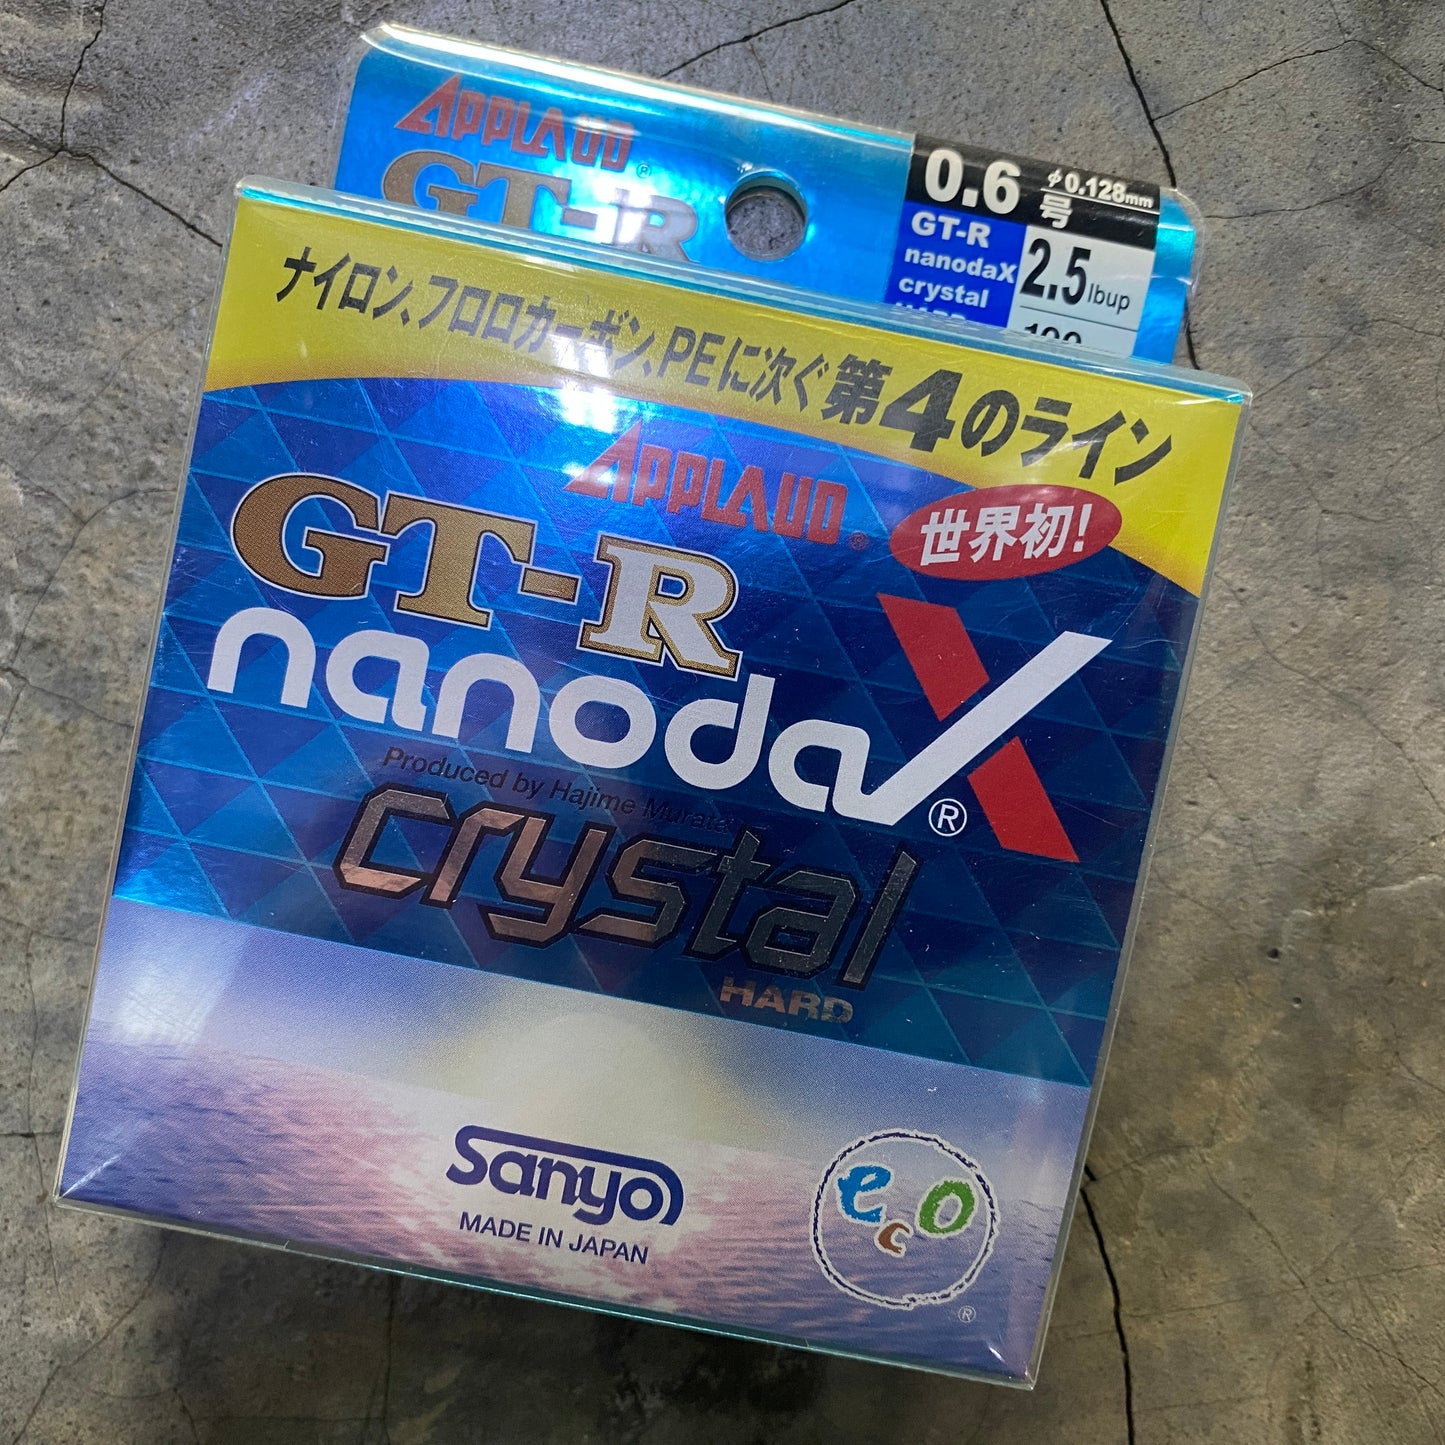 APPLAUD®
GT-R
0.6号
φ0.128mm
GT-R
nanodaX
crystal
2.5lbup
ナイロン、フロロカーボン、PEに次ぐ第4のライン
APPLAUD®
世界初!
GT-R
nanodaX®
Produced by Hajime Murata
crystal
HARD
Sanyo
MADE IN JAPAN
eco
®